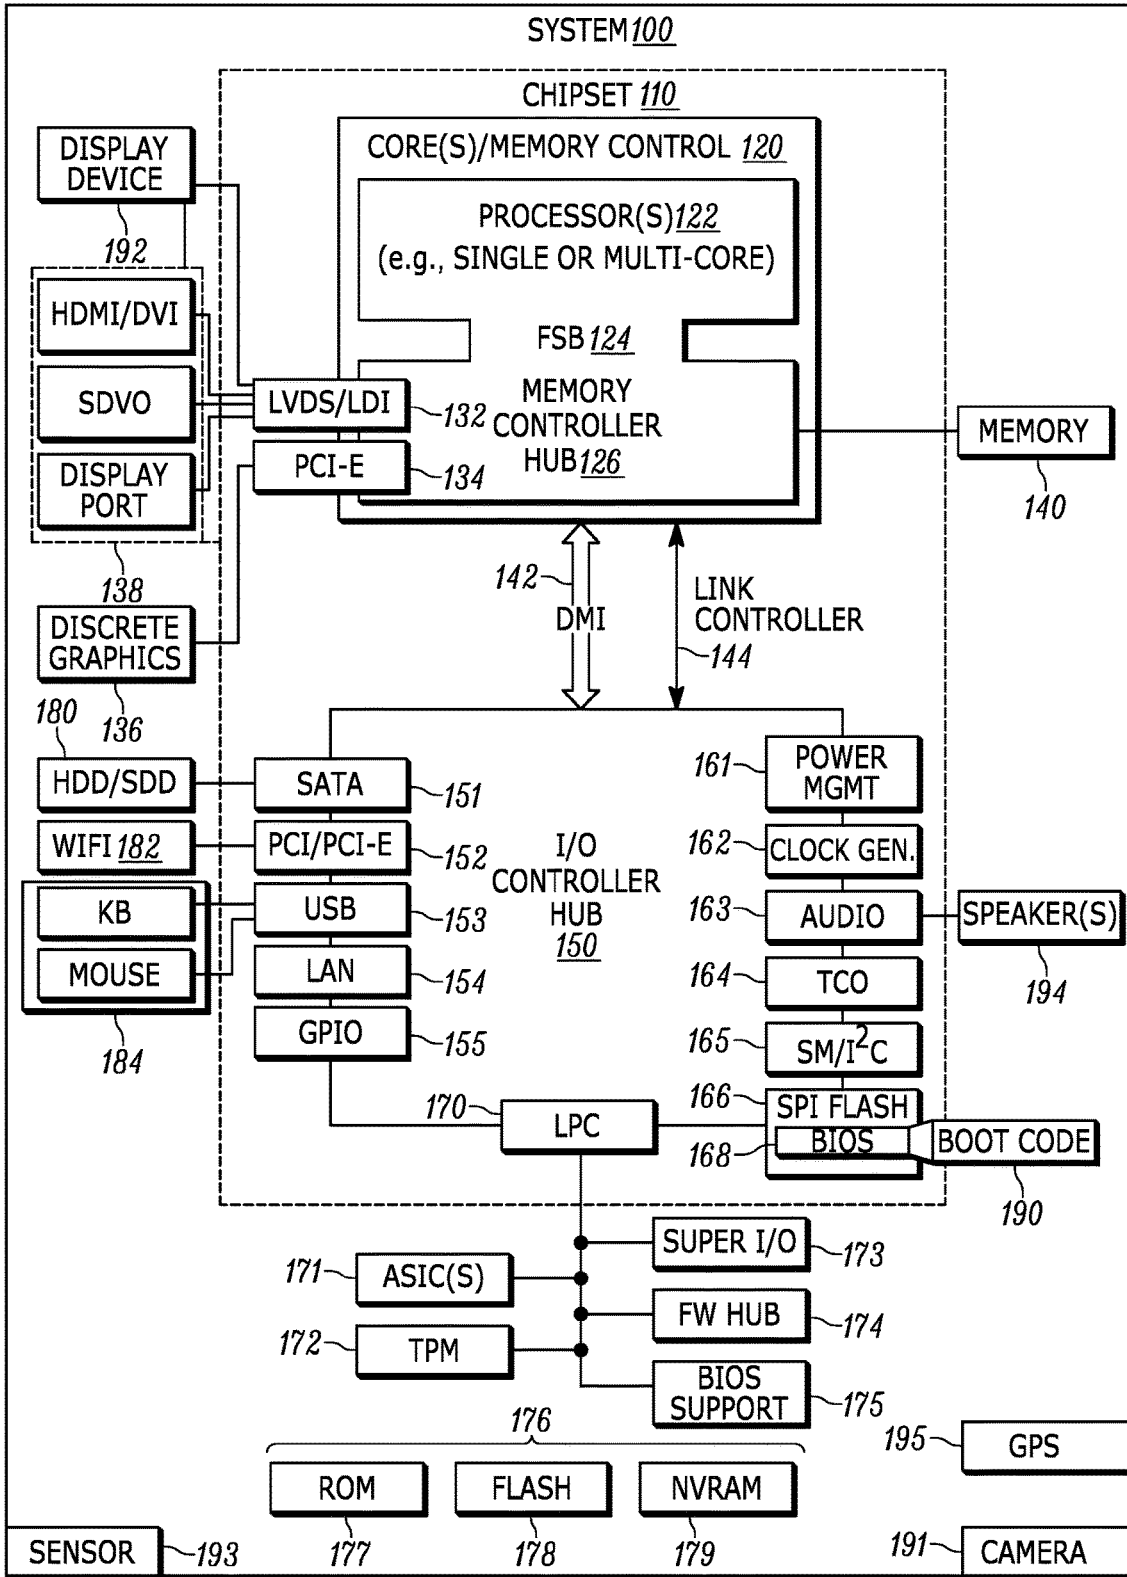 SYSTEM 100
CHIPSET 110
CORE(S)/MEMORY CONTROL 120
PROCESSOR(S) 122
(e.g., SINGLE OR MULTI-CORE)
FSB 124
MEMORY
CONTROLLER
HUB 126
DISPLAY
DEVICE
192
HDMI/DVI
SDVO
DISPLAY
PORT
138
LVDS/LDI
132
PCI-E
134
MEMORY
140
DISCRETE
GRAPHICS
136
142
DMI
LINK
CONTROLLER
144
180
HDD/SDD
WIFI 182
KB
MOUSE
184
SATA
151
PCI/PCI-E
152
USB
153
LAN
154
GPIO
155
I/O
CONTROLLER
HUB
150
161
POWER
MGMT
162
CLOCK GEN.
163
AUDIO
SPEAKER(S)
194
164
TCO
165
SM/I²C
166
SPI FLASH
168
BIOS
BOOT CODE
190
170
LPC
171
ASIC(S)
172
TPM
SUPER I/O
173
FW HUB
174
BIOS
SUPPORT
175
176
ROM
177
FLASH
178
NVRAM
179
195
GPS
SENSOR
193
191
CAMERA